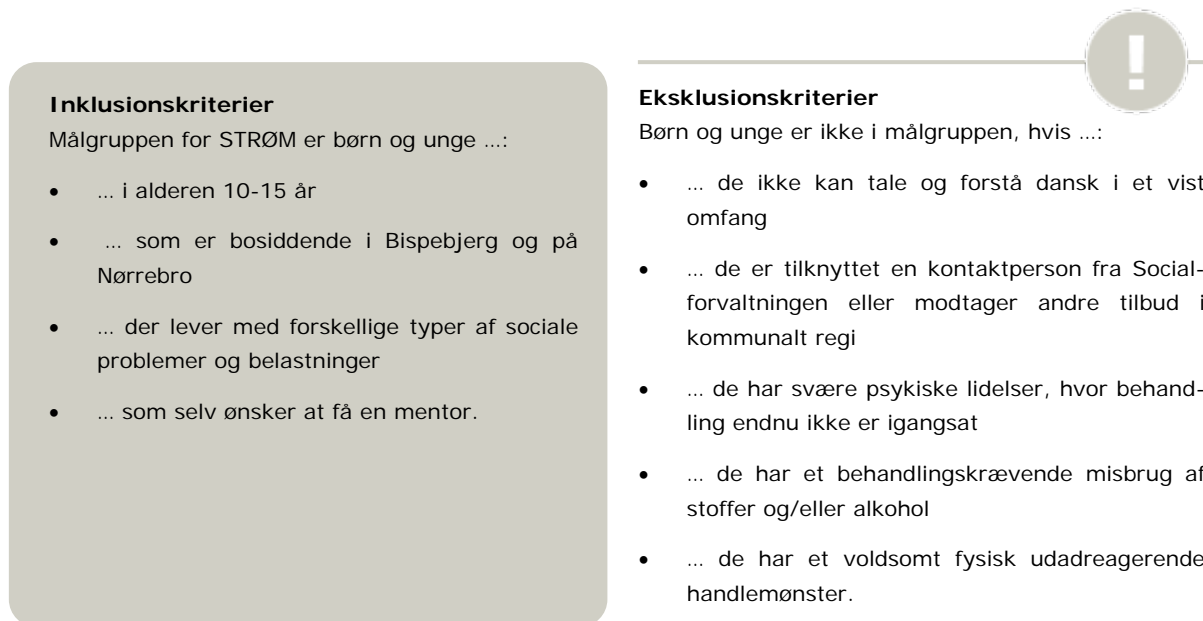 Inklusionskriterier
Målgruppen for STRØM er børn og unge ...:
• ... i alderen 10-15 år
• ... som er bosiddende i Bispebjerg og på
Nørrebro
• ... der lever med forskellige typer af sociale
problemer og belastninger
• ... som selv ønsker at få en mentor.
!
Eksklusionskriterier
Børn og unge er ikke i målgruppen, hvis ...:
• ... de ikke kan tale og forstå dansk i et vist
omfang
• ... de er tilknyttet en kontaktperson fra Social-
forvaltningen eller modtager andre tilbud i
kommunalt regi
• ... de har svære psykiske lidelser, hvor behand-
ling endnu ikke er igangsat
• ... de har et behandlingskrævende misbrug af
stoffer og/eller alkohol
• ... de har et voldsomt fysisk udadreagerende
handlemønster.